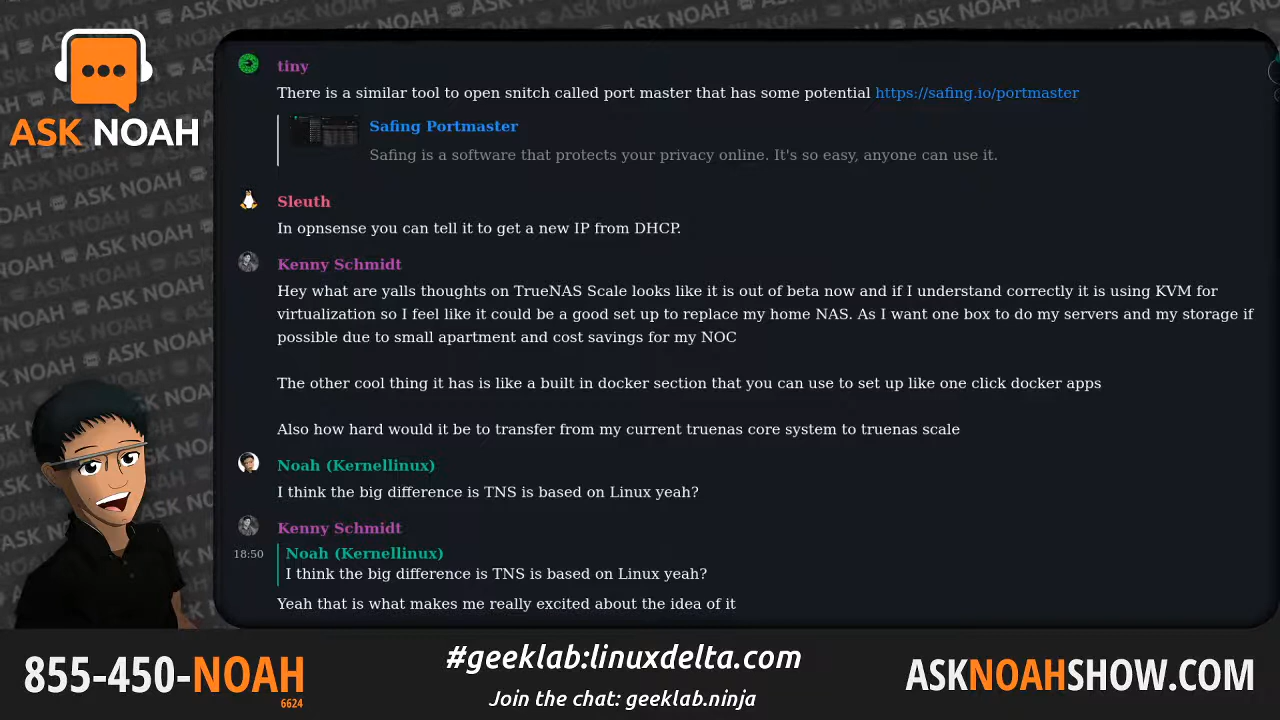 ASK NOAH
tiny
There is a similar tool to open snitch called port master that has some potential https://safing.io/portmaster
Safing Portmaster
Safing is a software that protects your privacy online. It's so easy, anyone can use it.
Sleuth
In opnsense you can tell it to get a new IP from DHCP.
Kenny Schmidt
Hey what are yalls thoughts on TrueNAS Scale looks like it is out of beta now and if I understand correctly it is using KVM for
virtualization so I feel like it could be a good set up to replace my home NAS. As I want one box to do my servers and my storage if
possible due to small apartment and cost savings for my NOC
The other cool thing it has is like a built in docker section that you can use to set up like one click docker apps
Also how hard would it be to transfer from my current truenas core system to truenas scale
Noah (Kernellinux)
I think the big difference is TNS is based on Linux yeah?
Kenny Schmidt
18:50
Noah (Kernellinux)
I think the big difference is TNS is based on Linux yeah?
Yeah that is what makes me really excited about the idea of it
855-450-NOAH
6624
#geeklab:linuxdelta.com
Join the chat: geeklab.ninja
ASKNOAHSHOW.COM